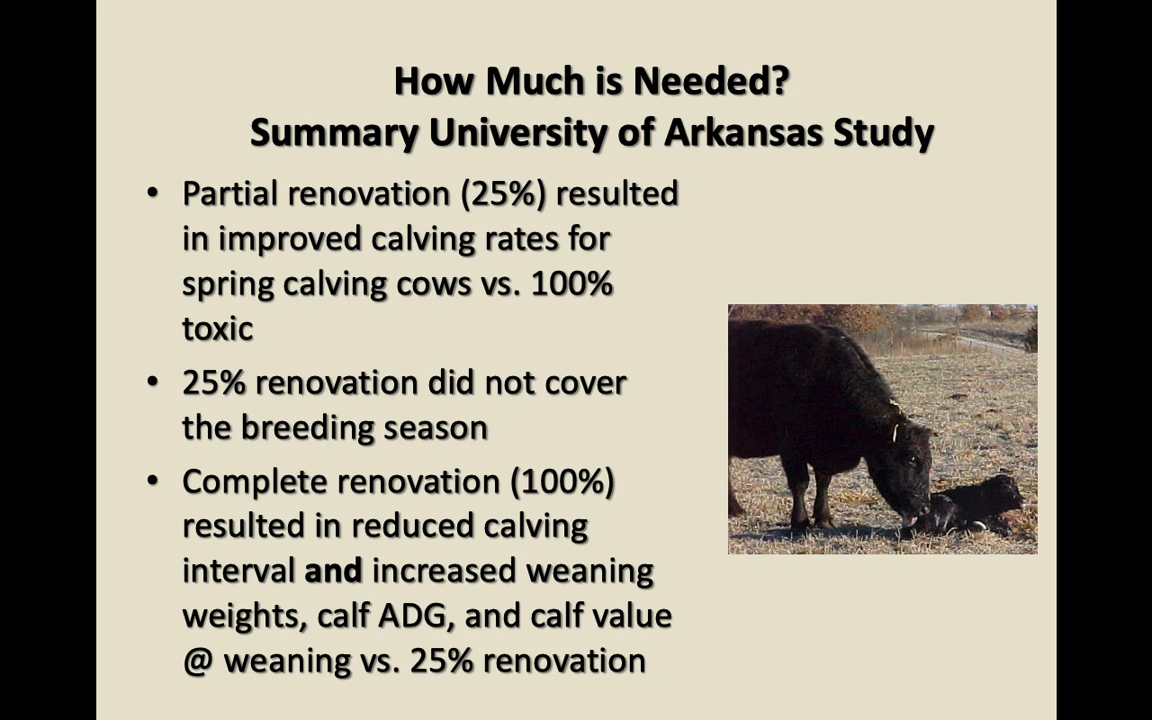 How Much is Needed?
Summary University of Arkansas Study
• Partial renovation (25%) resulted
in improved calving rates for
spring calving cows vs. 100%
toxic
• 25% renovation did not cover
the breeding season
• Complete renovation (100%)
resulted in reduced calving
interval and increased weaning
weights, calf ADG, and calf value
@ weaning vs. 25% renovation